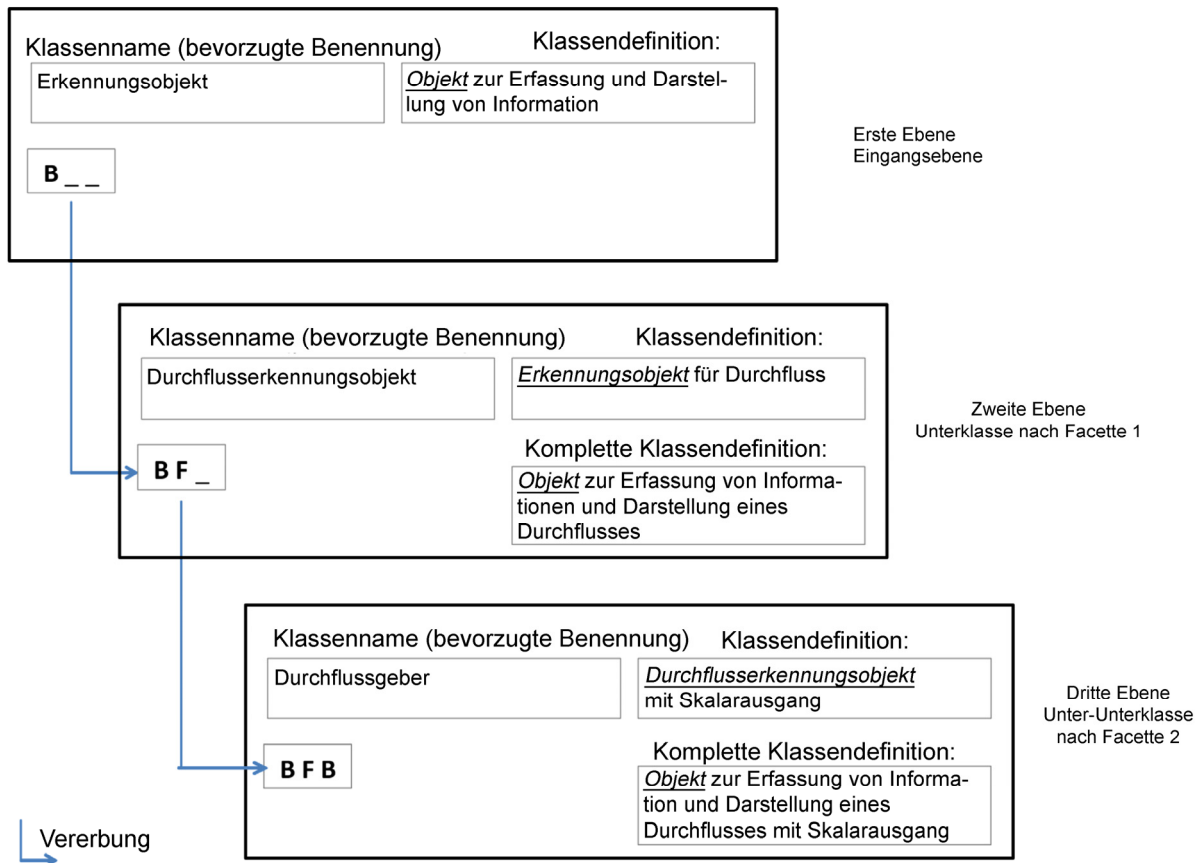 Klassenname (bevorzugte Benennung)
Klassendefinition:
Erkennungsobjekt
Objekt zur Erfassung und Darstel-
lung von Information
B _ _
Erste Ebene
Eingangsebene
Klassenname (bevorzugte Benennung)
Klassendefinition:
Durchflusserkennungsobjekt
Erkennungsobjekt für Durchfluss
Komplette Klassendefinition:
Objekt zur Erfassung von Informa-
tionen und Darstellung eines
Durchflusses
B F _
Zweite Ebene
Unterklasse nach Facette 1
Klassenname (bevorzugte Benennung)
Klassendefinition:
Durchflussgeber
Durchflusserkennungsobjekt
mit Skalarausgang
Komplette Klassendefinition:
Objekt zur Erfassung von Informa-
tion und Darstellung eines
Durchflusses mit Skalarausgang
B F B
Dritte Ebene
Unter-Unterklasse
nach Facette 2
Vererbung